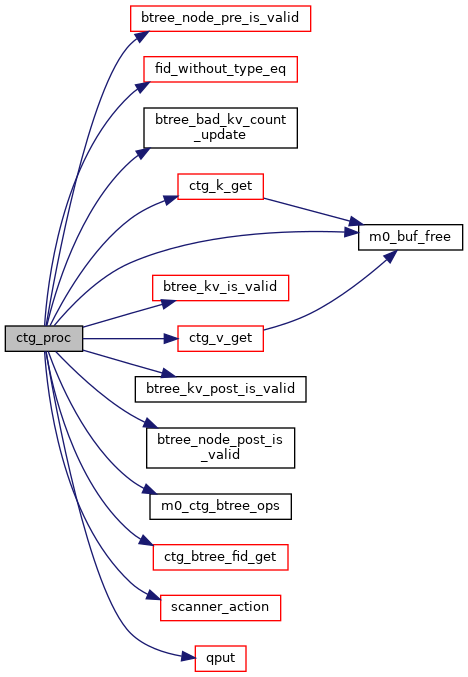 btree_node_pre_is_valid
fid_without_type_eq
btree_bad_kv_count
_update
ctg_k_get
m0_buf_free
btree_kv_is_valid
ctg_proc
ctg_v_get
btree_kv_post_is_valid
btree_node_post_is
_valid
m0_ctg_btree_ops
ctg_btree_fid_get
scanner_action
qput